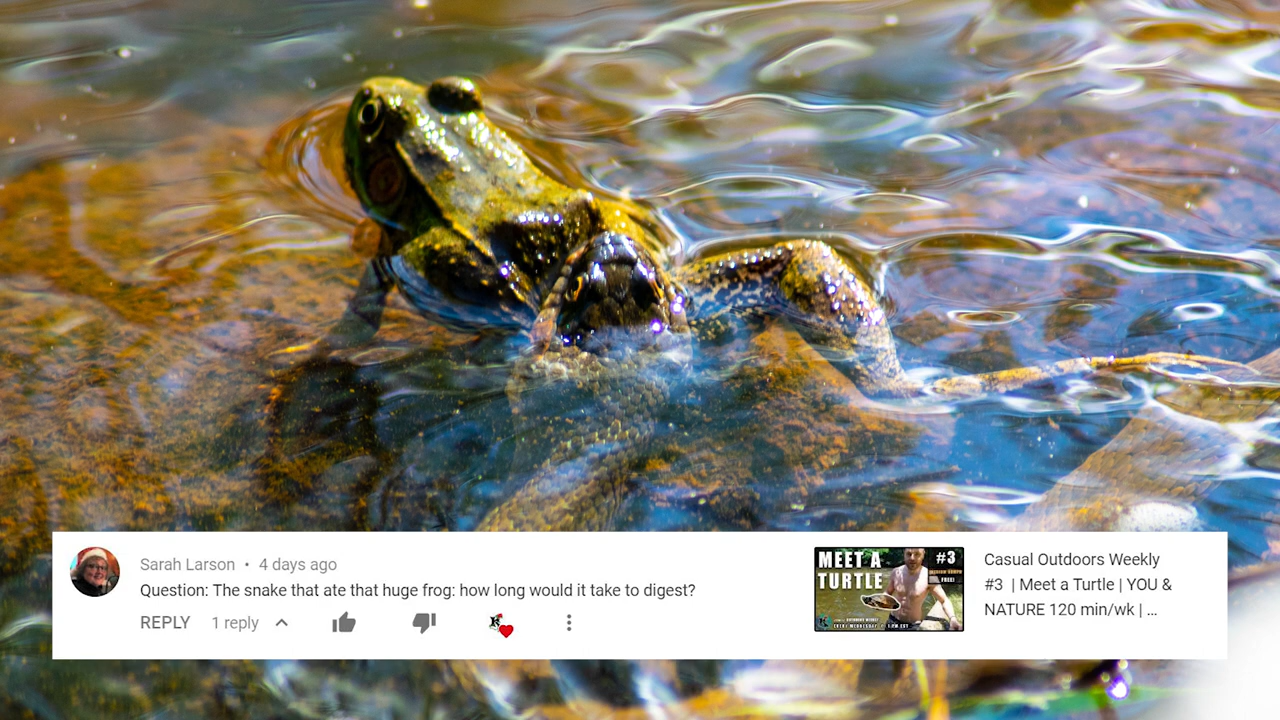 Sarah Larson • 4 days ago
Question: The snake that ate that huge frog: how long would it take to digest?
REPLY 1 reply
MEET A
TURTLE
#3
FREE!
Casual Outdoors Weekly
#3 | Meet a Turtle | YOU &
NATURE 120 min/wk | ...